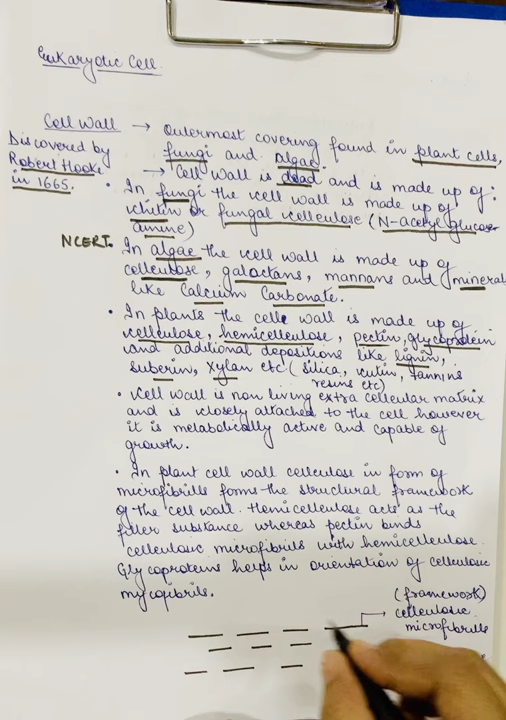 Eukaryotic Cell
Cell Wall → Outermost covering found in plant cells,
Discovered by
Robert Hooke
in 1665.
fungi and algae.
→ Cell wall is dead and is made up of:
• In fungi the cell wall is made up of
chitin or fungal cellulose (N-acetyl glucos-
amine)
NCERT. In algae the cell wall is made up of
cellulose, galactans, mannans and minerals
like Calcium Carbonate.
• In plants the cell wall is made up of
cellulose, hemicellulose, pectin, glycoprotein
and additional depositions like lignin,
suberin, xylan etc (silica, cutin, tannins
resins etc)
• Cell wall is non living extra cellular matrix
and is closely attached to the cell however
it is metabolically active and capable of
growth.
• In plant cell wall cellulose in form of
microfibrills forms the structural framework
of the cell wall. Hemicellulose acts as the
filler substance whereas pectin binds
cellulosic microfibrils with hemicellulose.
Glycoproteins helps in orientation of cellulosic
mycofibrils.
(framework)
cellulosic
microfibrills